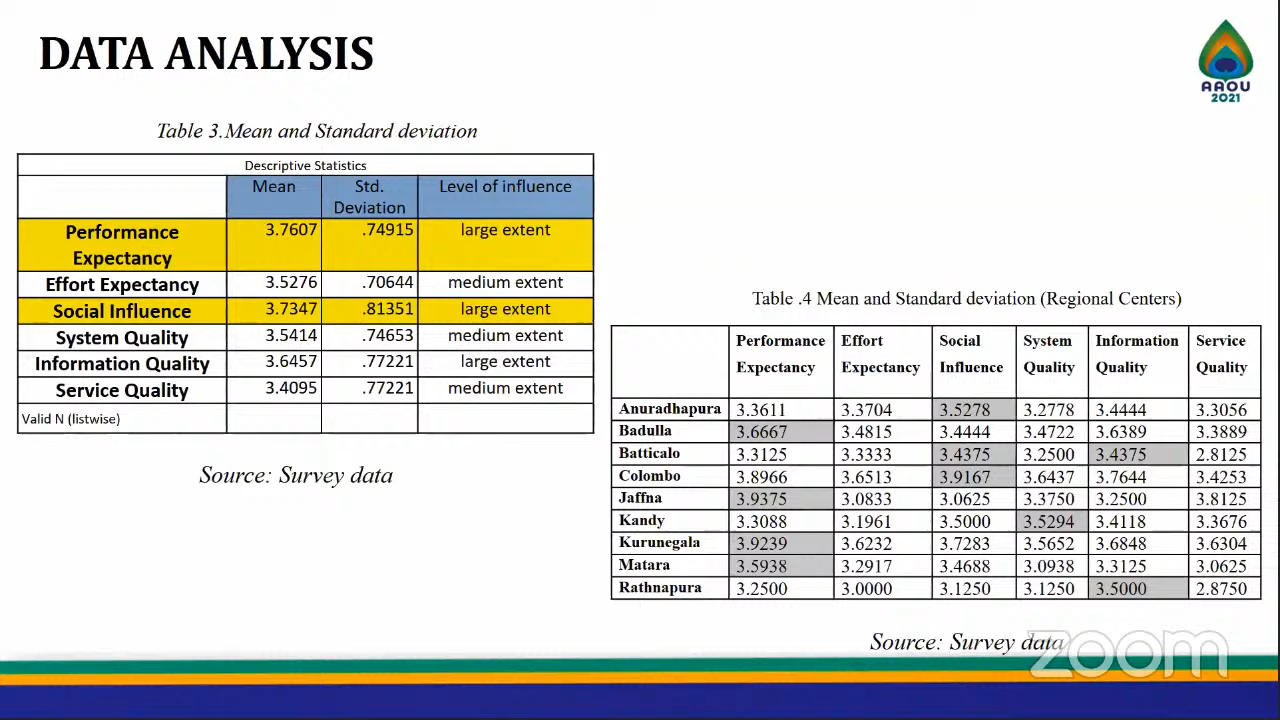 DATA ANALYSIS
AAOU
2021
Table 3.Mean and Standard deviation
Descriptive Statistics
Mean Std. Deviation Level of influence
Performance Expectancy 3.7607 .74915 large extent
Effort Expectancy 3.5276 .70644 medium extent
Social Influence 3.7347 .81351 large extent
System Quality 3.5414 .74653 medium extent
Information Quality 3.6457 .77221 large extent
Service Quality 3.4095 .77221 medium extent
Valid N (listwise)
Source: Survey data
Table .4 Mean and Standard deviation (Regional Centers)
Performance Expectancy Effort Expectancy Social Influence System Quality Information Quality Service Quality
Anuradhapura 3.3611 3.3704 3.5278 3.2778 3.4444 3.3056
Badulla 3.6667 3.4815 3.4444 3.4722 3.6389 3.3889
Batticalo 3.3125 3.3333 3.4375 3.2500 3.4375 2.8125
Colombo 3.8966 3.6513 3.9167 3.6437 3.7644 3.4253
Jaffna 3.9375 3.0833 3.0625 3.3750 3.2500 3.8125
Kandy 3.3088 3.1961 3.5000 3.5294 3.4118 3.3676
Kurunegala 3.9239 3.6232 3.7283 3.5652 3.6848 3.6304
Matara 3.5938 3.2917 3.4688 3.0938 3.3125 3.0625
Rathnapura 3.2500 3.0000 3.1250 3.1250 3.5000 2.8750
Source: Survey data
zoom